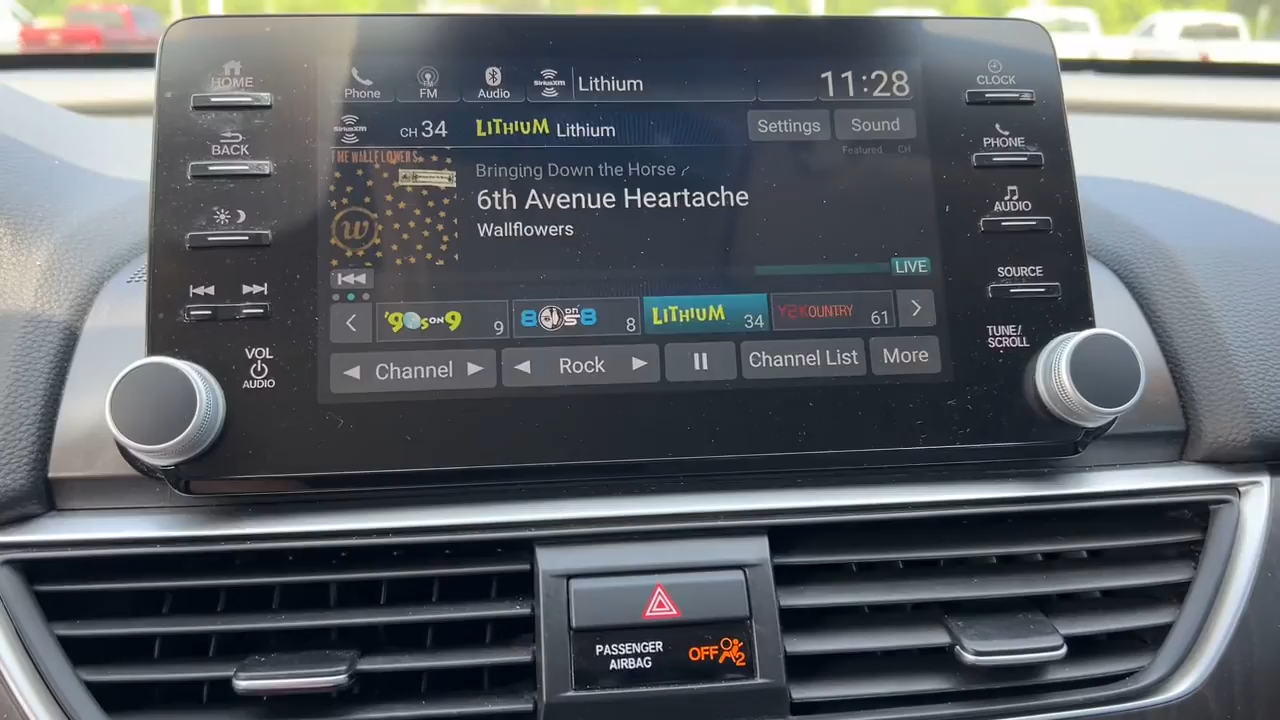 HOME
BACK
VOL
AUDIO
Phone
FM
Audio
SiriusXM
Lithium
11:28
SiriusXM
CH 34
LiTHiUM Lithium
Settings
Sound
Featured CH
THE WALLFLOWERS
w
Bringing Down the Horse
6th Avenue Heartache
Wallflowers
LIVE
'90s ON 9
9
80s on 8
8
LiTHiUM
34
Y2KOUNTRY
61
Channel
Rock
Channel List
More
CLOCK
PHONE
AUDIO
SOURCE
TUNE/
SCROLL
PASSENGER
AIRBAG
OFF
2